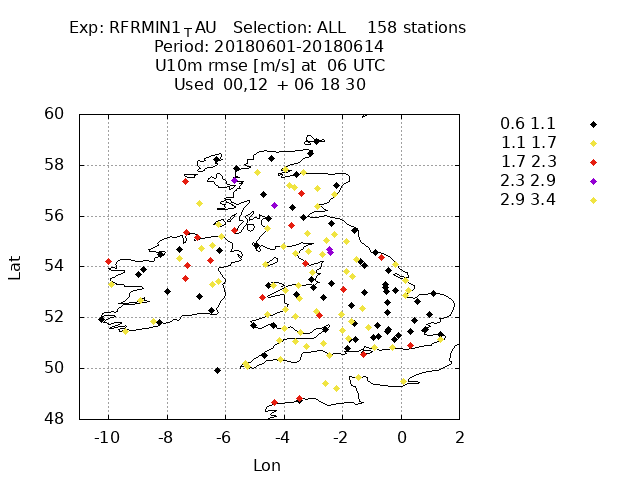 Exp: RFRMIN1_TAU Selection: ALL 158 stations
Period: 20180601-20180614
U10m rmse [m/s] at 06 UTC
Used 00,12 + 06 18 30
60
58
56
54
52
50
48
Lat
-10 -8 -6 -4 -2 0 2
Lon
0.6 1.1
1.1 1.7
1.7 2.3
2.3 2.9
2.9 3.4